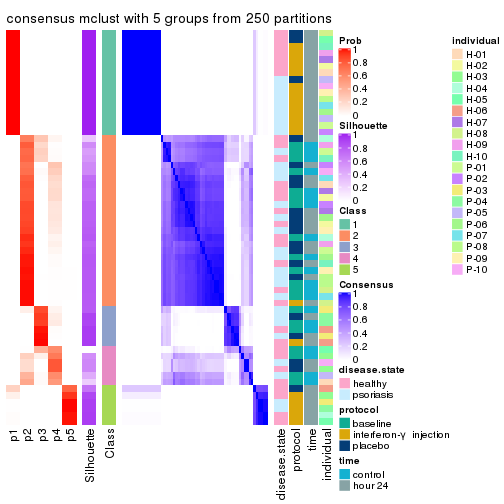 consensus mclust with 5 groups from 250 partitions
p1
p2
p3
p4
p5
Silhouette
Class
disease.state
protocol
time
individual
Prob
1
0.8
0.6
0.4
0.2
0
Silhouette
1
0.8
0.6
0.4
0.2
0
Class
1
2
3
4
5
Consensus
1
0.8
0.6
0.4
0.2
0
disease.state
healthy
psoriasis
protocol
baseline
interferon-γ injection
placebo
time
control
hour 24
individual
H-01
H-02
H-03
H-04
H-05
H-06
H-07
H-08
H-09
H-10
P-01
P-02
P-03
P-04
P-05
P-06
P-07
P-08
P-09
P-10